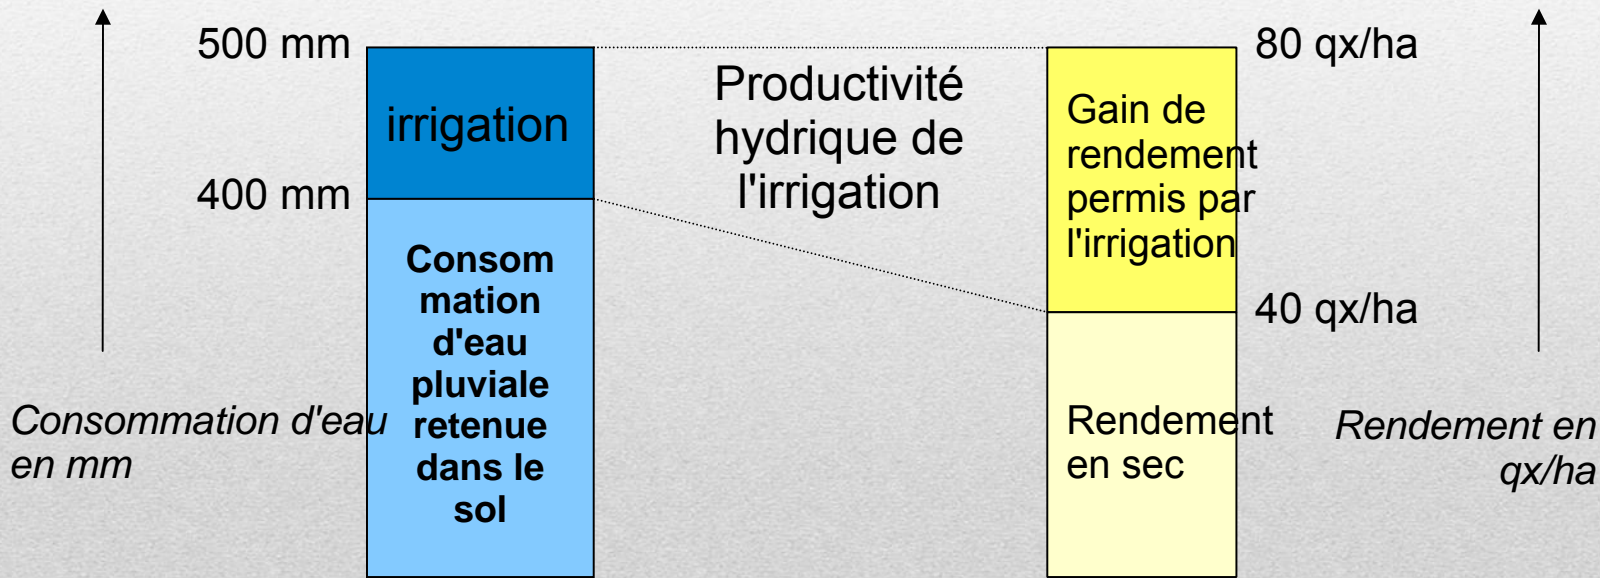 500 mm
irrigation
400 mm
Consom
mation
d'eau
pluviale
retenue
dans le
sol
Consommation d'eau
en mm
Productivité
hydrique de
l'irrigation
80 qx/ha
Gain de
rendement
permis par
l'irrigation
40 qx/ha
Rendement
en sec
Rendement en
qx/ha